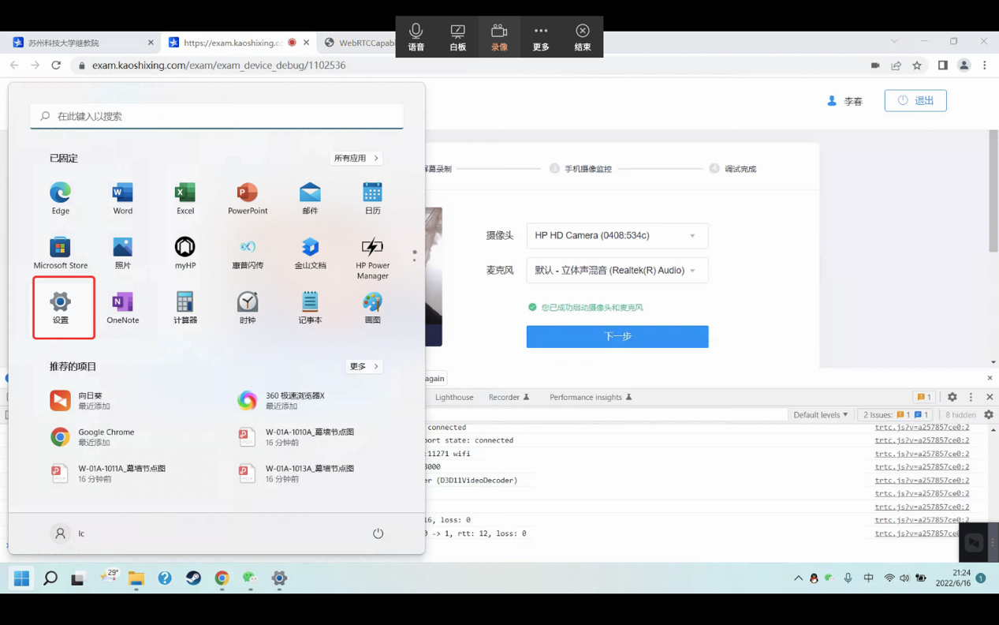 语音
白板
录像
更多
结束
苏州科技大学继教院
https://exam.kaoshixing.co
WebRTCCapabi
exam.kaoshixing.com/exam/exam_device_debug/1102536
李春
退出
在此键入以搜索
已固定
所有应用
Edge
Word
Excel
PowerPoint
邮件
日历
Microsoft Store
照片
myHP
惠普闪传
金山文档
HP Power
Manager
设置
OneNote
计算器
时钟
记事本
画图
推荐的项目
更多
向日葵
最近添加
360 极速浏览器X
最近添加
Google Chrome
最近添加
W-01A-1010A_幕墙节点图
16 分钟前
W-01A-1011A_幕墙节点图
16 分钟前
W-01A-1013A_幕墙节点图
16 分钟前
lc
屏幕录制
3 手机摄像监控
4 调试完成
摄像头
HP HD Camera (0408:534c)
麦克风
默认 - 立体声混音 (Realtek(R) Audio)
您已成功启动摄像头和麦克风
下一步
again
Lighthouse
Recorder
Performance insights
1
Default levels
2 Issues: 1 1
8 hidden
connected
trtc.js?v=a257857ce0:2
port state: connected
trtc.js?v=a257857ce0:2
:11271 wifi
trtc.js?v=a257857ce0:2
8000
trtc.js?v=a257857ce0:2
er (D3D11VideoDecoder)
trtc.js?v=a257857ce0:2
trtc.js?v=a257857ce0:2
trtc.js?v=a257857ce0:2
16, loss: 0
trtc.js?v=a257857ce0:2
0 -> 1, rtt: 12, loss: 0
trtc.js?v=a257857ce
29°
中
21:24
2022/6/16
1